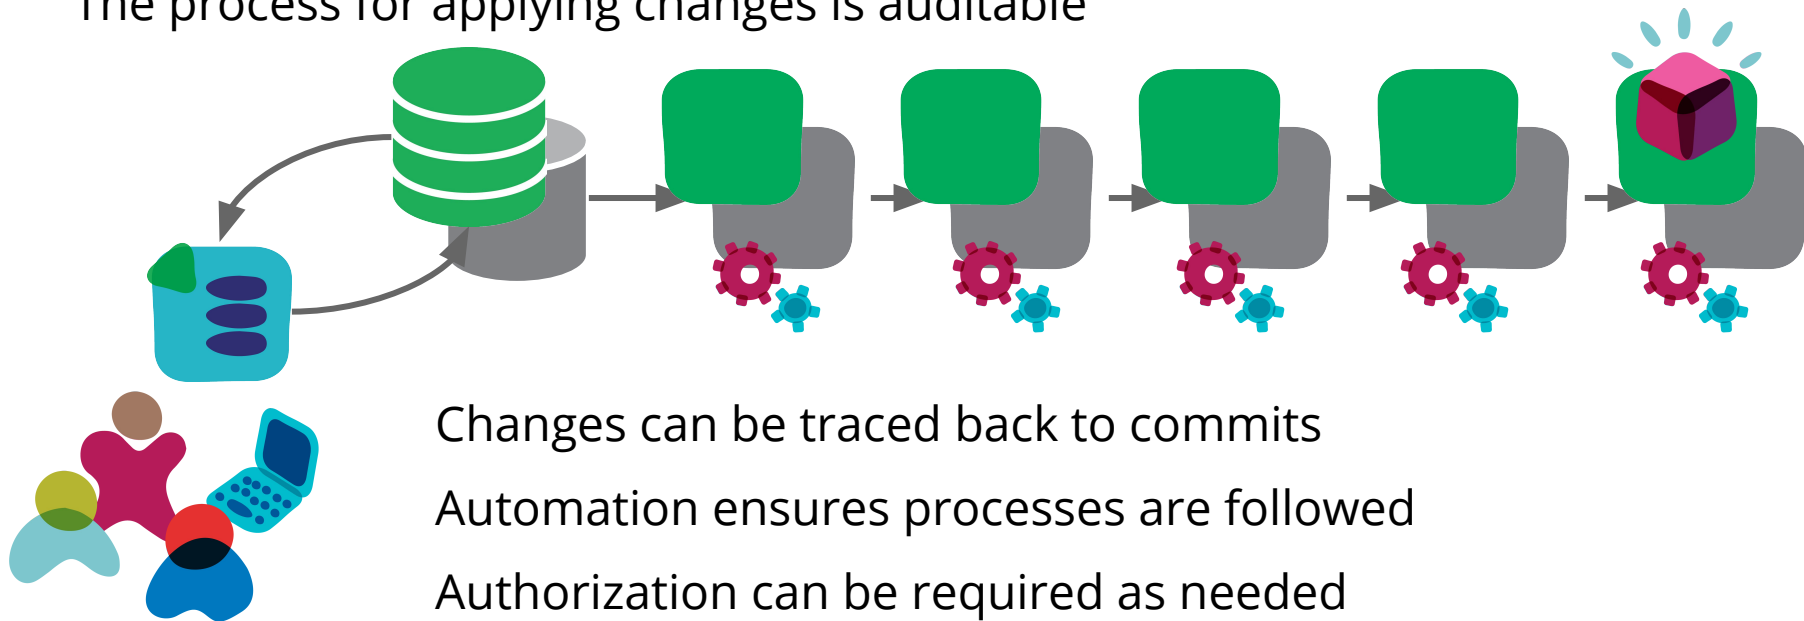 The process for applying changes is auditable
Changes can be traced back to commits
Automation ensures processes are followed
Authorization can be required as needed